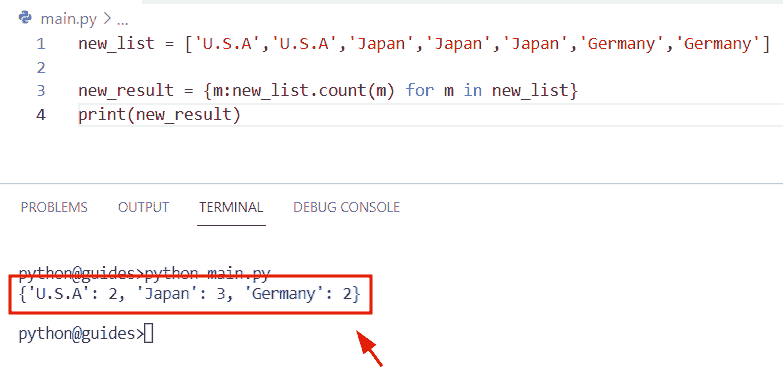 main.py > ...
1 new_list = ['U.S.A','U.S.A','Japan','Japan','Japan','Germany','Germany']
2
3 new_result = {m:new_list.count(m) for m in new_list}
4 print(new_result)
PROBLEMS OUTPUT TERMINAL DEBUG CONSOLE
python@guides>python main.py
{'U.S.A': 2, 'Japan': 3, 'Germany': 2}
python@guides>